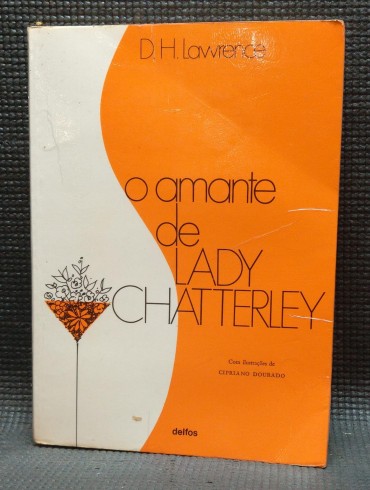 D. H. Lawrence
o amante
de
LADY
CHATTERLEY
Com ilustrações de
CIPRIANO DOURADO
delfos